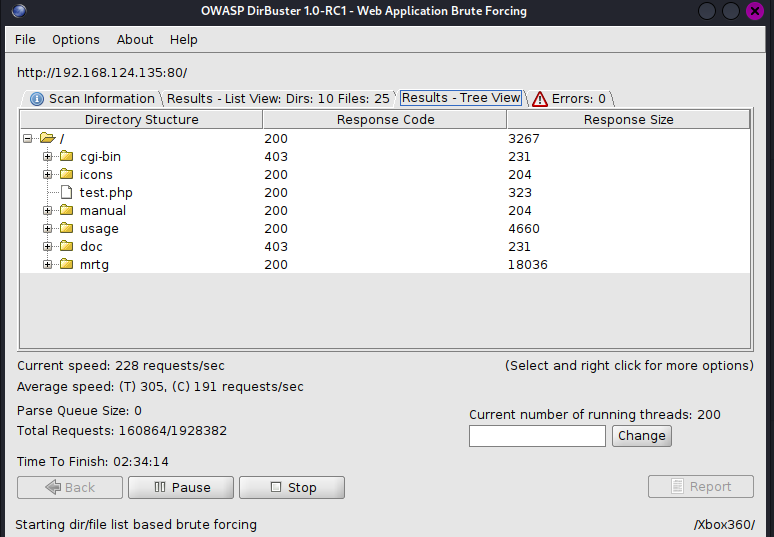 OWASP DirBuster 1.0-RC1 - Web Application Brute Forcing
File Options About Help
http://192.168.124.135:80/
Scan Information Results - List View: Dirs: 10 Files: 25 Results - Tree View Errors: 0
Directory Stucture Response Code Response Size
/ 200 3267
cgi-bin 403 231
icons 200 204
test.php 200 323
manual 200 204
usage 200 4660
doc 403 231
mrtg 200 18036
Current speed: 228 requests/sec (Select and right click for more options)
Average speed: (T) 305, (C) 191 requests/sec
Parse Queue Size: 0
Current number of running threads: 200
Total Requests: 160864/1928382
Change
Time To Finish: 02:34:14
Back Pause Stop Report
Starting dir/file list based brute forcing /Xbox360/